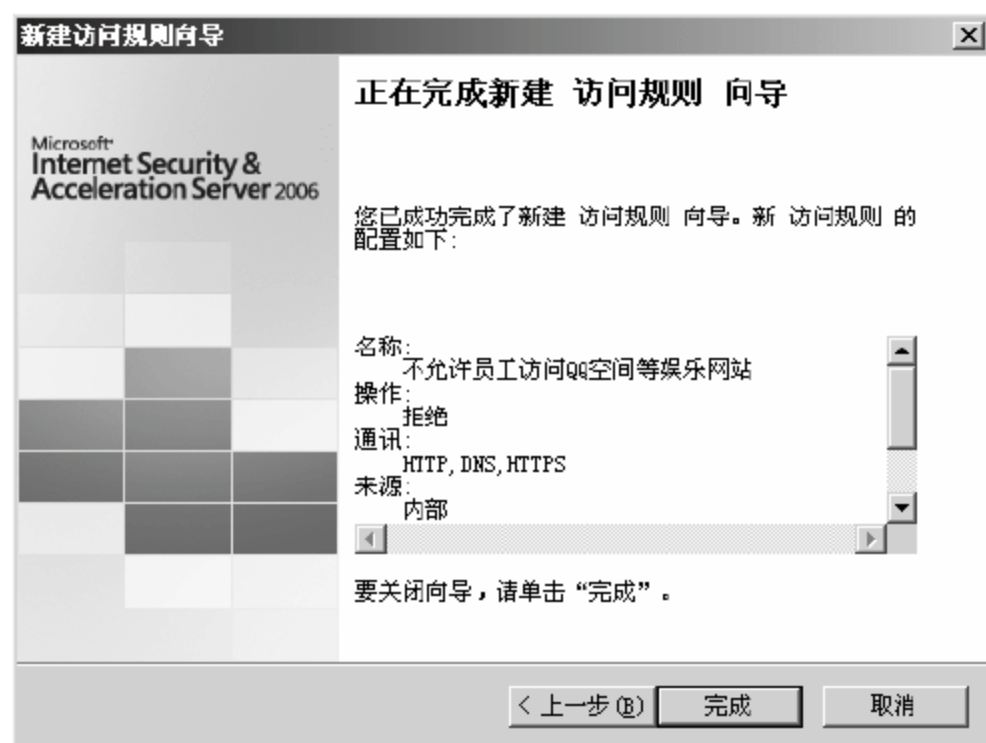 新建访问规则向导
正在完成新建 访问规则 向导
Microsoft
Internet Security &
Acceleration Server 2006
您已成功完成了新建 访问规则 向导。新 访问规则 的
配置如下:
名称:
不允许员工访问QQ空间等娱乐网站
操作:
拒绝
通讯:
HTTP,DNS,HTTPS
来源:
内部
要关闭向导，请单击“完成”。
< 上一步(B)
完成
取消